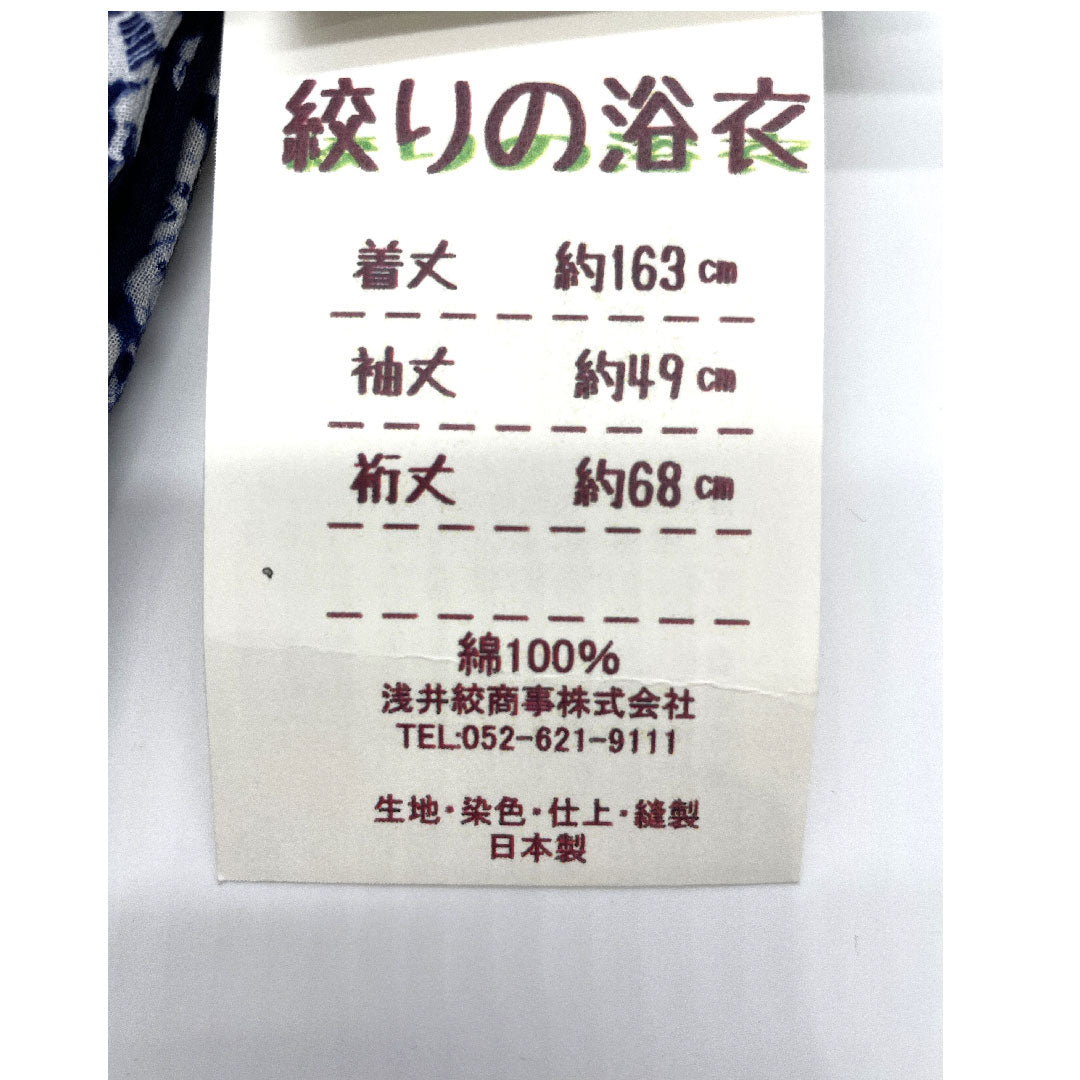 絞りの浴衣
着丈 約163cm
袖丈 約49cm
裄丈 約68cm
綿100%
浅井絞商事株式会社
TEL:052-621-9111
生地・染色・仕上・縫製
日本製